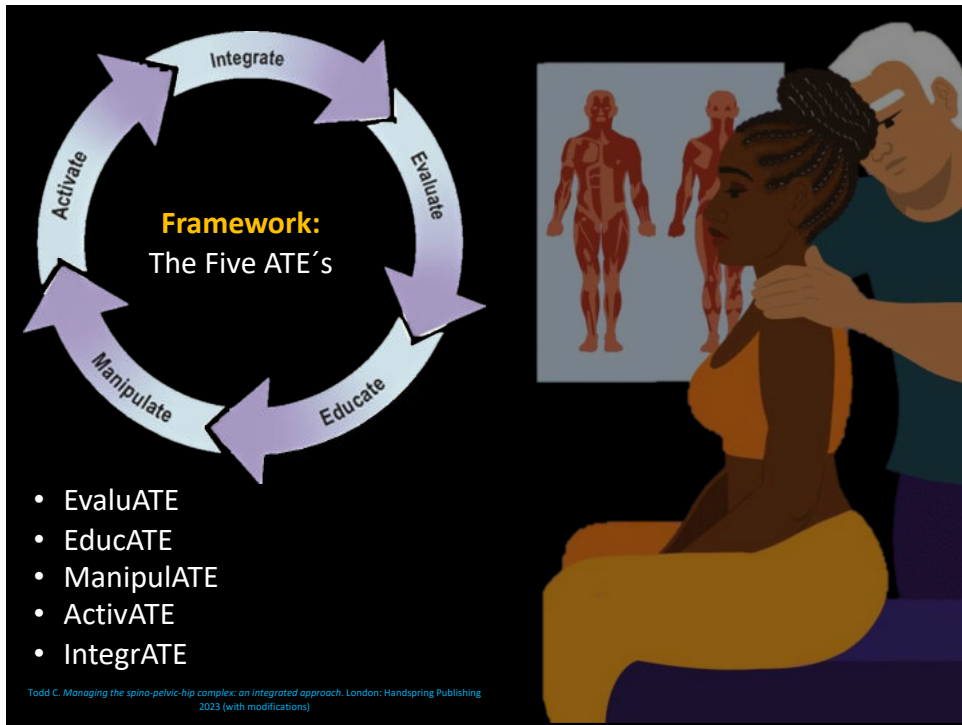 Integrate
Evaluate
Educate
Manipulate
Activate
Framework:
The Five ATE´s
• EvaluATE
• EducATE
• ManipulATE
• ActivATE
• IntegrATE
Todd C. Managing the spino-pelvic-hip complex: an integrated approach. London: Handspring Publishing
2023 (with modifications)